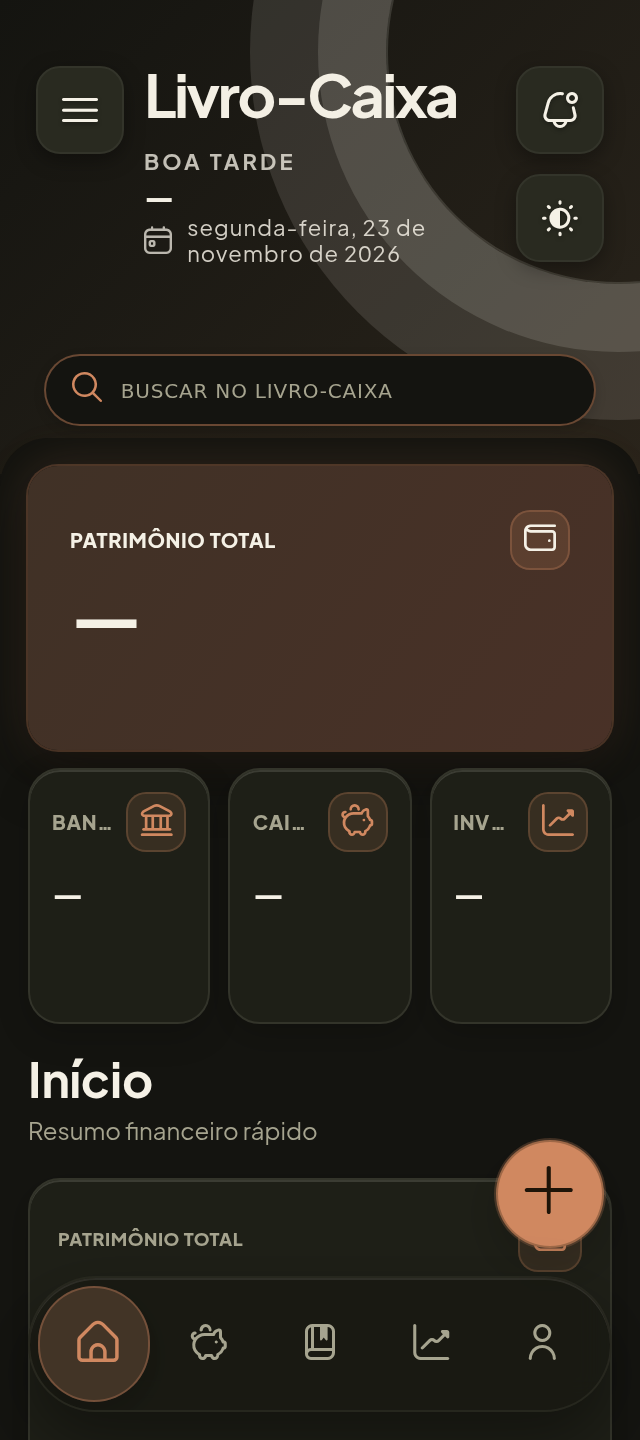 Livro-Caixa
BOA TARDE
—
segunda-feira, 23 de
novembro de 2026
BUSCAR NO LIVRO-CAIXA
PATRIMÔNIO TOTAL
—
BAN…
CAI…
INV…
—
—
—
Início
Resumo financeiro rápido
PATRIMÔNIO TOTAL